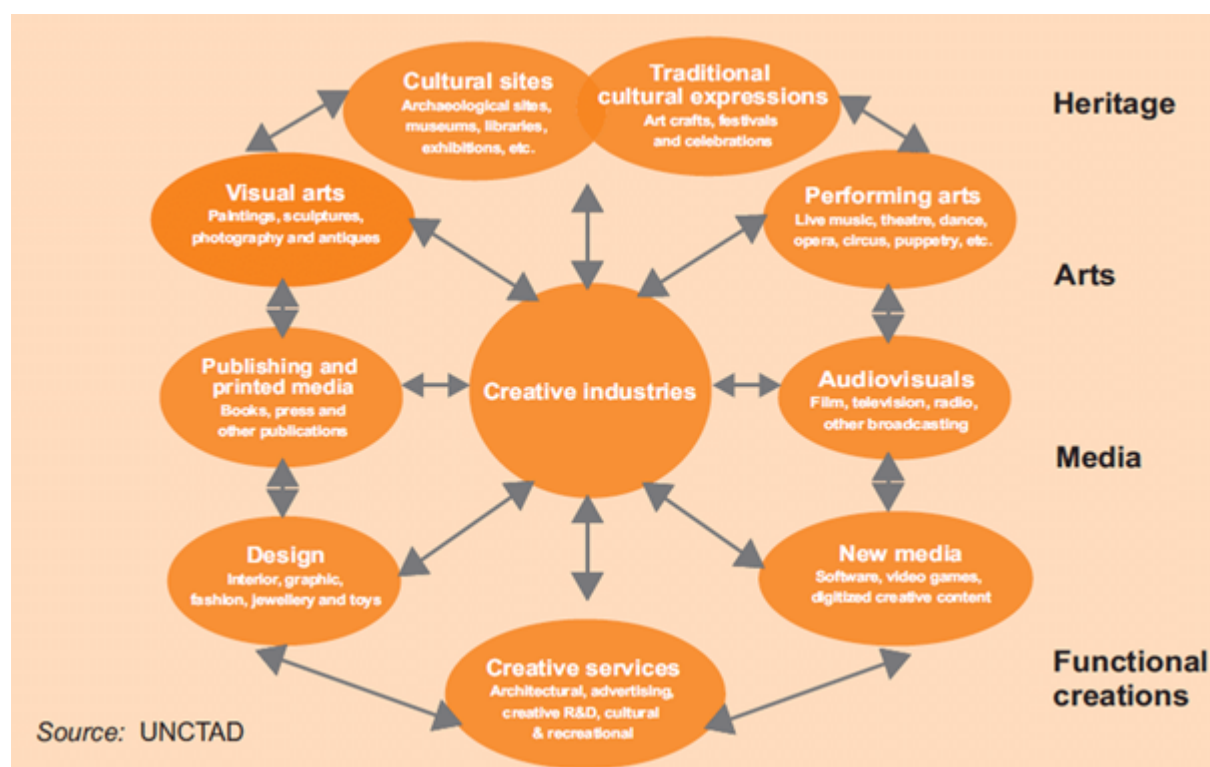 Cultural sites
Archaeological sites,
museums, libraries,
exhibitions, etc.
Traditional
cultural expressions
Art crafts, festivals
and celebrations
Heritage
Visual arts
Paintings, sculptures,
photography and antiques
Performing arts
Live music, theatre, dance,
opera, circus, puppetry, etc.
Arts
Publishing and
printed media
Books, press and
other publications
Creative industries
Audiovisuals
Film, television, radio,
other broadcasting
Media
Design
Interior, graphic,
fashion, jewellery and toys
New media
Software, video games,
digitized creative content
Creative services
Architectural, advertising,
creative R&D, cultural
& recreational
Functional
creations
Source: UNCTAD